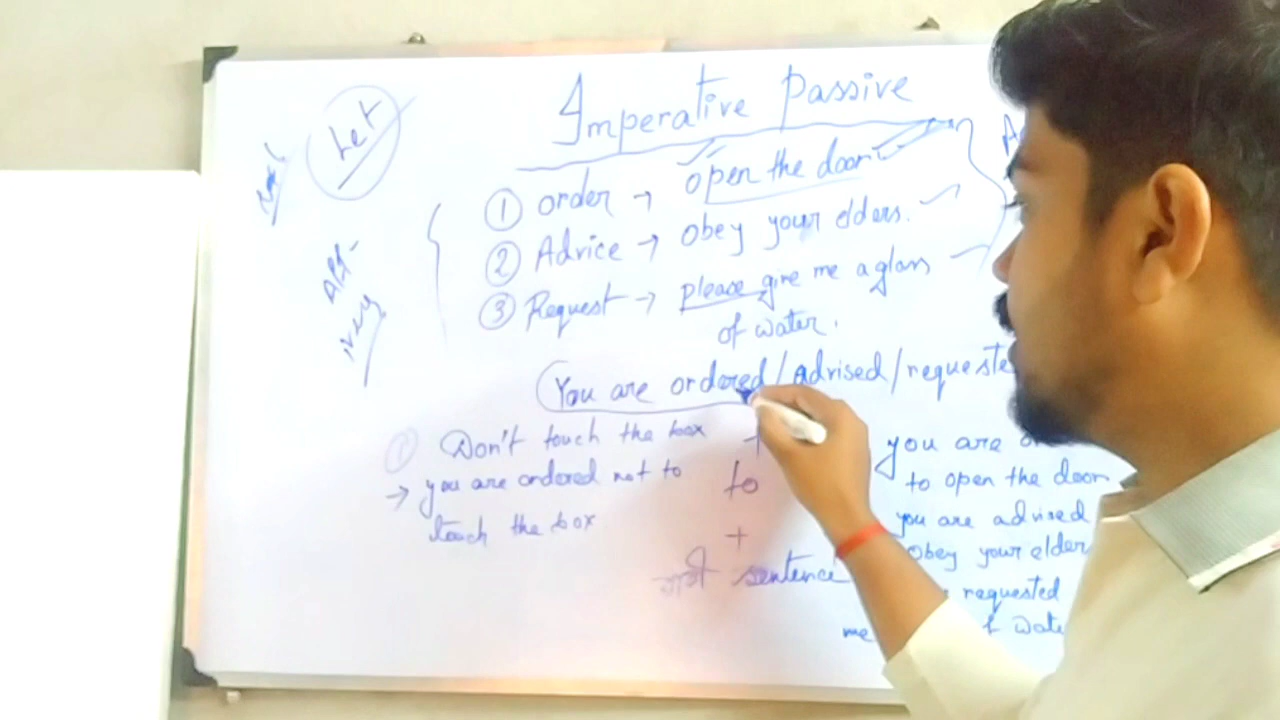 Imperative Passive
Let
① order → open the door
② Advice → obey your elders.
③ Request → please give me a glass
of water.
You are ordered/Advised/requeste
+
to
+
sentence
① Don't touch the box
→ you are ordered not to
touch the box
you are
to open the door
you are advised
obey your elder
requested
me